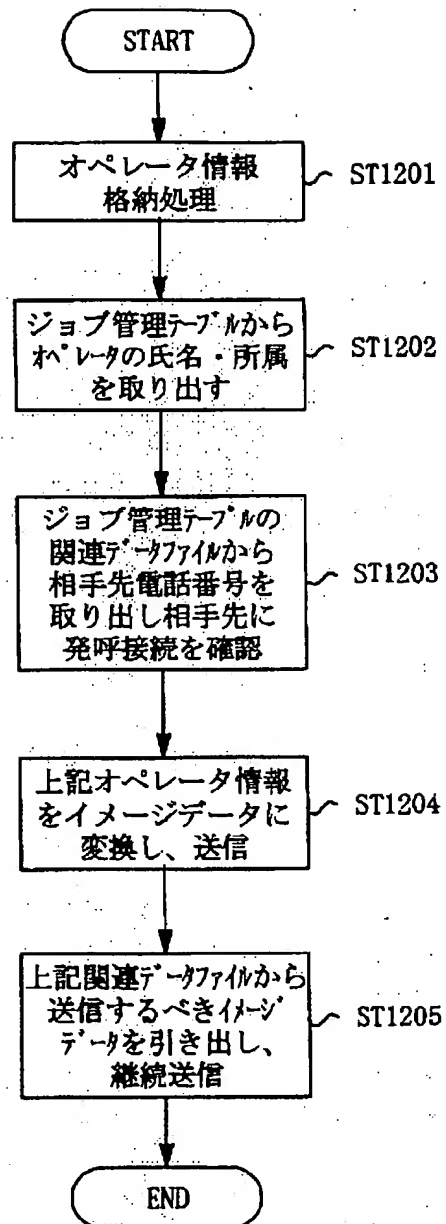 START
オペレータ情報
格納処理
ST1201
ジョブ管理テーブルから
オペレータの氏名・所属
を取り出す
ST1202
ジョブ管理テーブルの
関連データファイルから
相手先電話番号を
取り出し相手先に
発呼接続を確認
ST1203
上記オペレータ情報
をイメージデータに
変換し、送信
ST1204
上記関連データファイルから
送信するべきイメージ
データを引き出し、
継続送信
ST1205
END